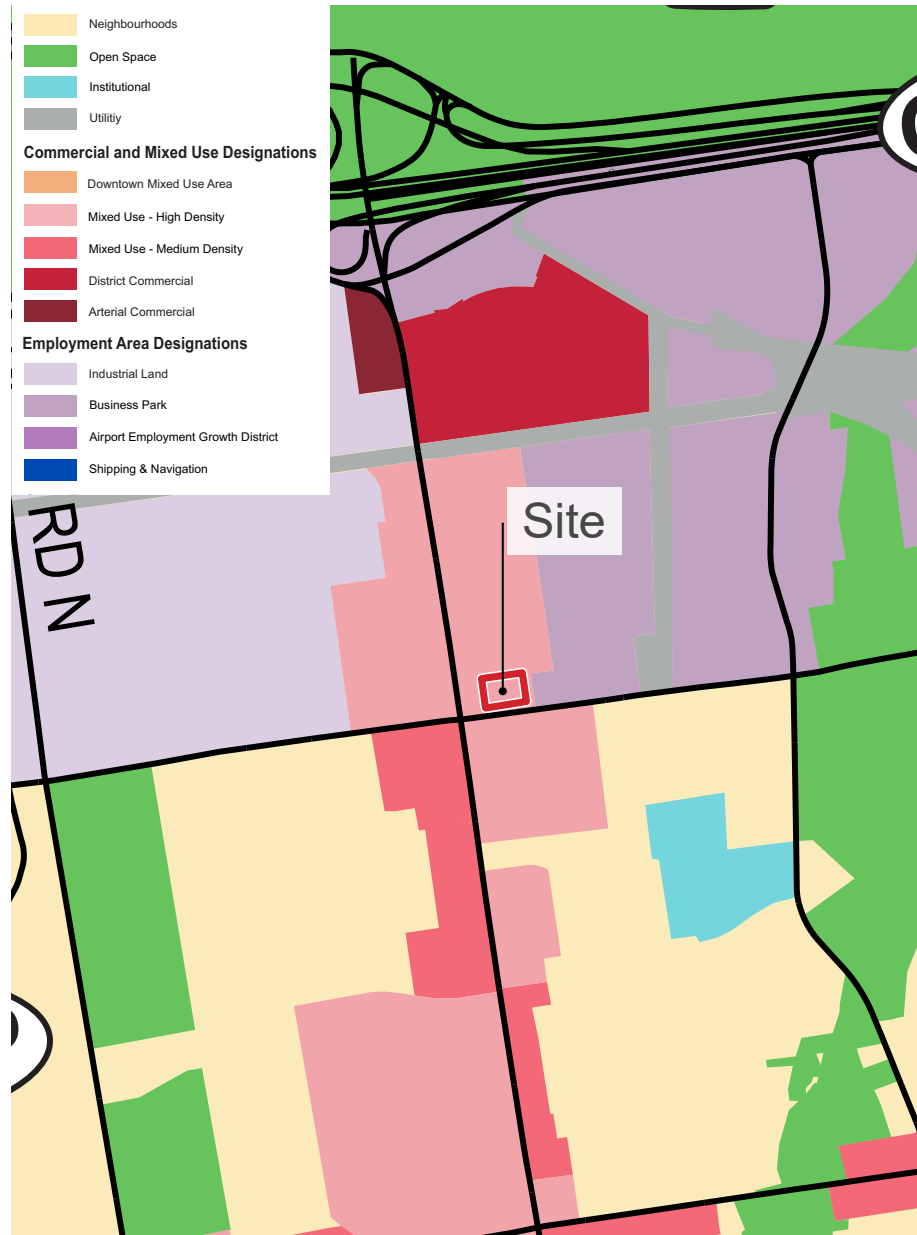 Neighbourhoods
Open Space
Institutional
Utilitiy
Commercial and Mixed Use Designations
Downtown Mixed Use Area
Mixed Use - High Density
Mixed Use - Medium Density
District Commercial
Arterial Commercial
Employment Area Designations
Industrial Land
Business Park
Airport Employment Growth District
Shipping & Navigation
Site
RD N